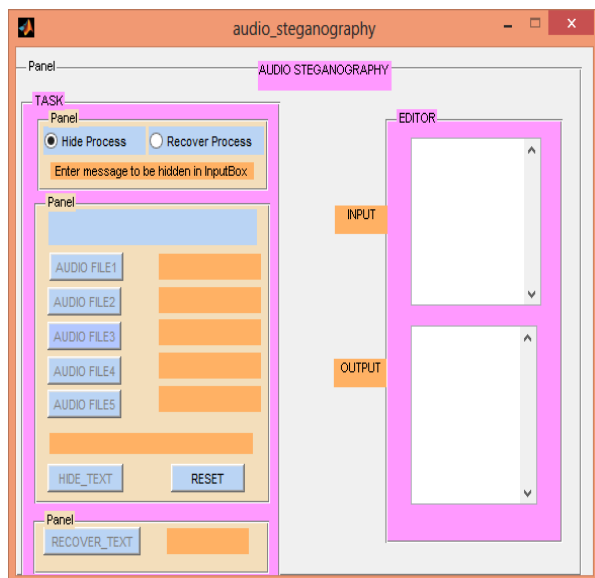 audio_steganography
Panel
AUDIO STEGANOGRAPHY
TASK
Panel
Hide Process
Recover Process
Enter message to be hidden in InputBox
Panel
AUDIO FILE1
AUDIO FILE2
AUDIO FILE3
AUDIO FILE4
AUDIO FILE5
HIDE_TEXT
RESET
Panel
RECOVER_TEXT
EDITOR
INPUT
OUTPUT